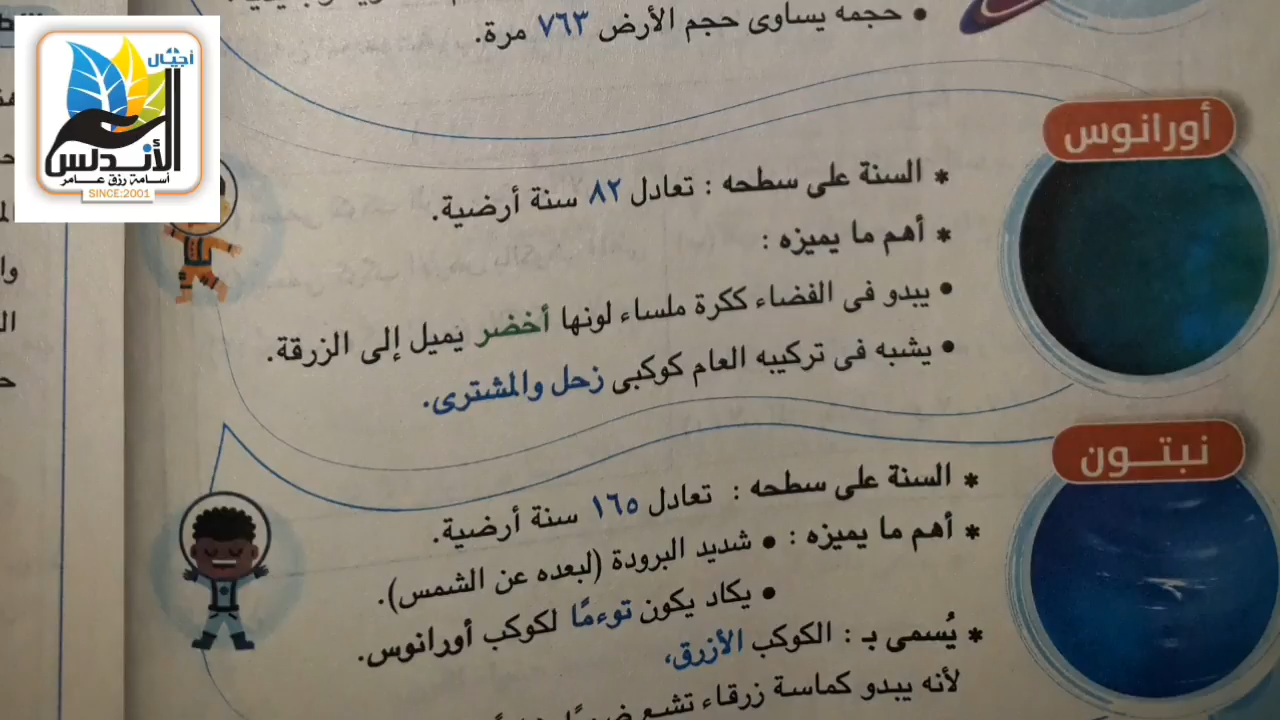 • حجمه يساوى حجم الأرض ٧٦٣ مرة.
أجيال
الأندلس
أسامة رزق عامر
SINCE:2001
أورانوس
* السنة على سطحه : تعادل ٨٢ سنة أرضية.
* أهم ما يميزه :
• يبدو فى الفضاء ككرة ملساء لونها أخضر يميل إلى الزرقة.
• يشبه فى تركيبه العام كوكبى زحل والمشترى.
نبتـون
* السنة على سطحه : تعادل ١٦٥ سنة أرضية.
* أهم ما يميزه : • شديد البرودة (لبعده عن الشمس).
• يكاد يكون توءمًا لكوكب أورانوس.
* يُسمى بـ : الكوكب الأزرق،
لأنه يبدو كماسة زرقاء تشع